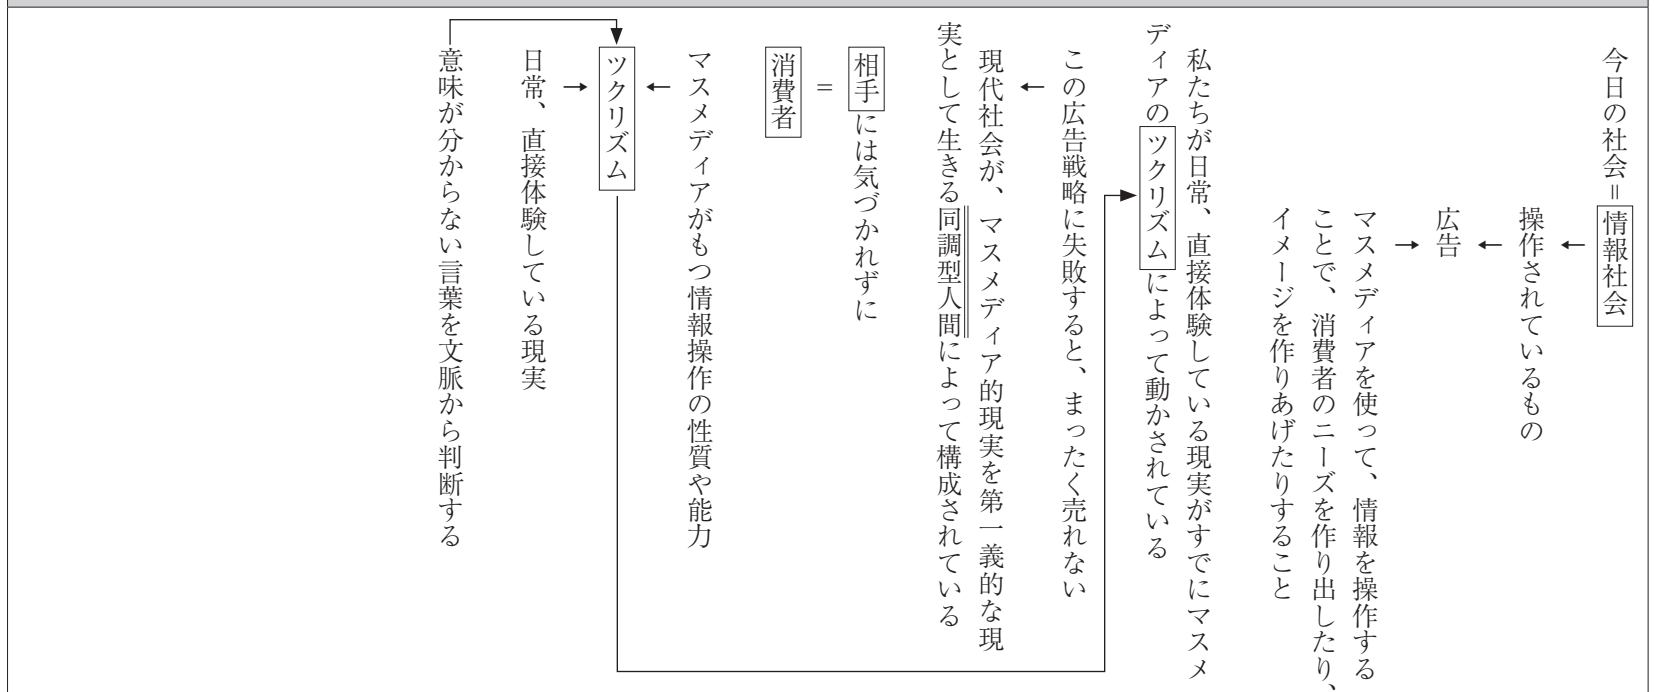 今日の社会＝情報社会
←
操作されているもの
←
広告
→
マスメディアを使って、情報を操作する
ことで、消費者のニーズを作り出したり、
イメージを作りあげたりすること
私たちが日常、直接体験している現実がすでにマスメ
ディアのツクリズムによって動かされている
この広告戦略に失敗すると、まったく売れない
←
現代社会が、マスメディア的現実を第一義的な現
実として生きる同調型人間によって構成されている
相手には気づかれずに
＝
消費者
マスメディアがもつ情報操作の性質や能力
←
ツクリズム
→
日常、直接体験している現実
意味が分からない言葉を文脈から判断する